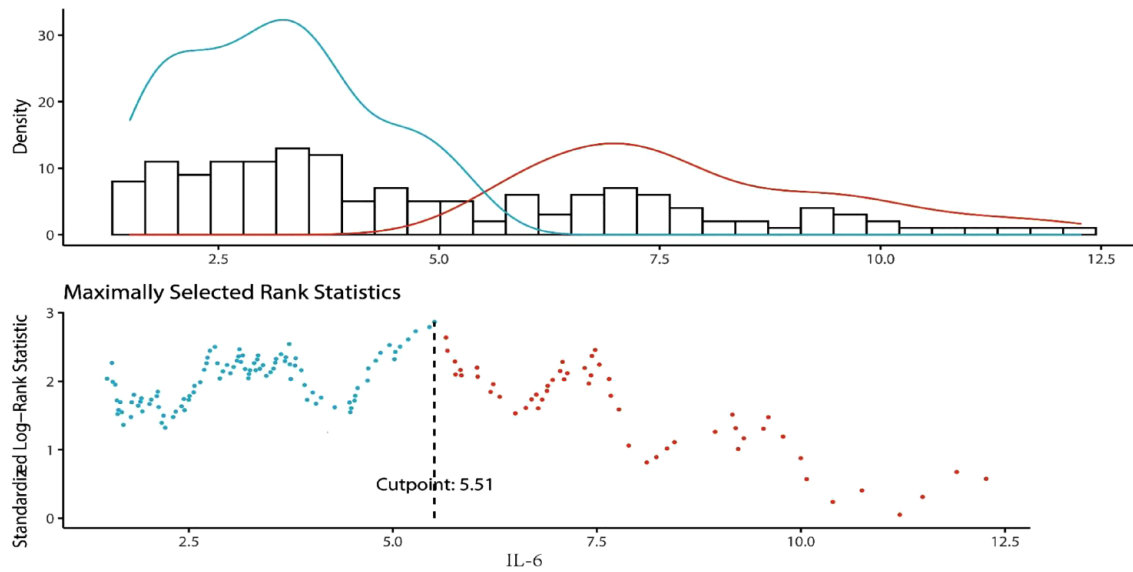 Density
30
20
10
0
2.5 5.0 7.5 10.0 12.5
Maximally Selected Rank Statistics
Standardized Log-Rank Statistic
3
2
1
0
Cutpoint: 5.51
2.5 5.0 7.5 10.0 12.5
IL-6